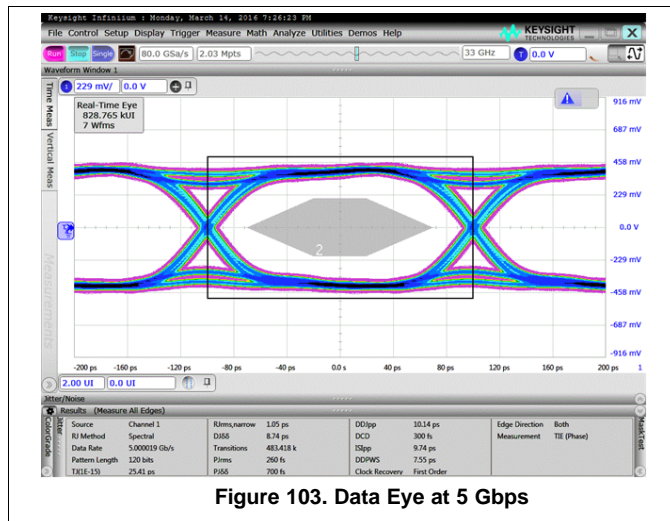 Keysight Infiniium : Monday, March 14, 2016 7:26:23 PM
File Control Setup Display Trigger Measure Math Analyze Utilities Demos Help
KEYSIGHT
TECHNOLOGIES
Run Stop Single 80.0 GSa/s 2.03 Mpts 33 GHz T 0.0 V
Waveform Window 1
1 229 mV/ 0.0 V
Time Meas
Vertical Meas
Measurements
Real-Time Eye
828.765 kUI
7 Wfms
916 mV
687 mV
458 mV
229 mV
0.0 V
-229 mV
-458 mV
-687 mV
-916 mV
2
-200 ps -160 ps -120 ps -80 ps -40 ps 0.0 s 40 ps 80 ps 120 ps 160 ps 200 ps 1
2.00 UI 0.0 UI
Jitter/Noise
Results (Measure All Edges)
ColorGrade
Jitter
MaskTest
Source Channel 1 RJrms,narrow 1.05 ps DDJpp 10.14 ps Edge Direction Both
RJ Method Spectral DJδδ 8.74 ps DCD 300 fs Measurement TIE (Phase)
Data Rate 5.000019 Gb/s Transitions 483.418 k ISIpp 9.74 ps
Pattern Length 120 bits PJrms 260 fs DDPWS 7.55 ps
TJ(1E-15) 25.41 ps PJδδ 700 fs Clock Recovery First Order
Figure 103. Data Eye at 5 Gbps